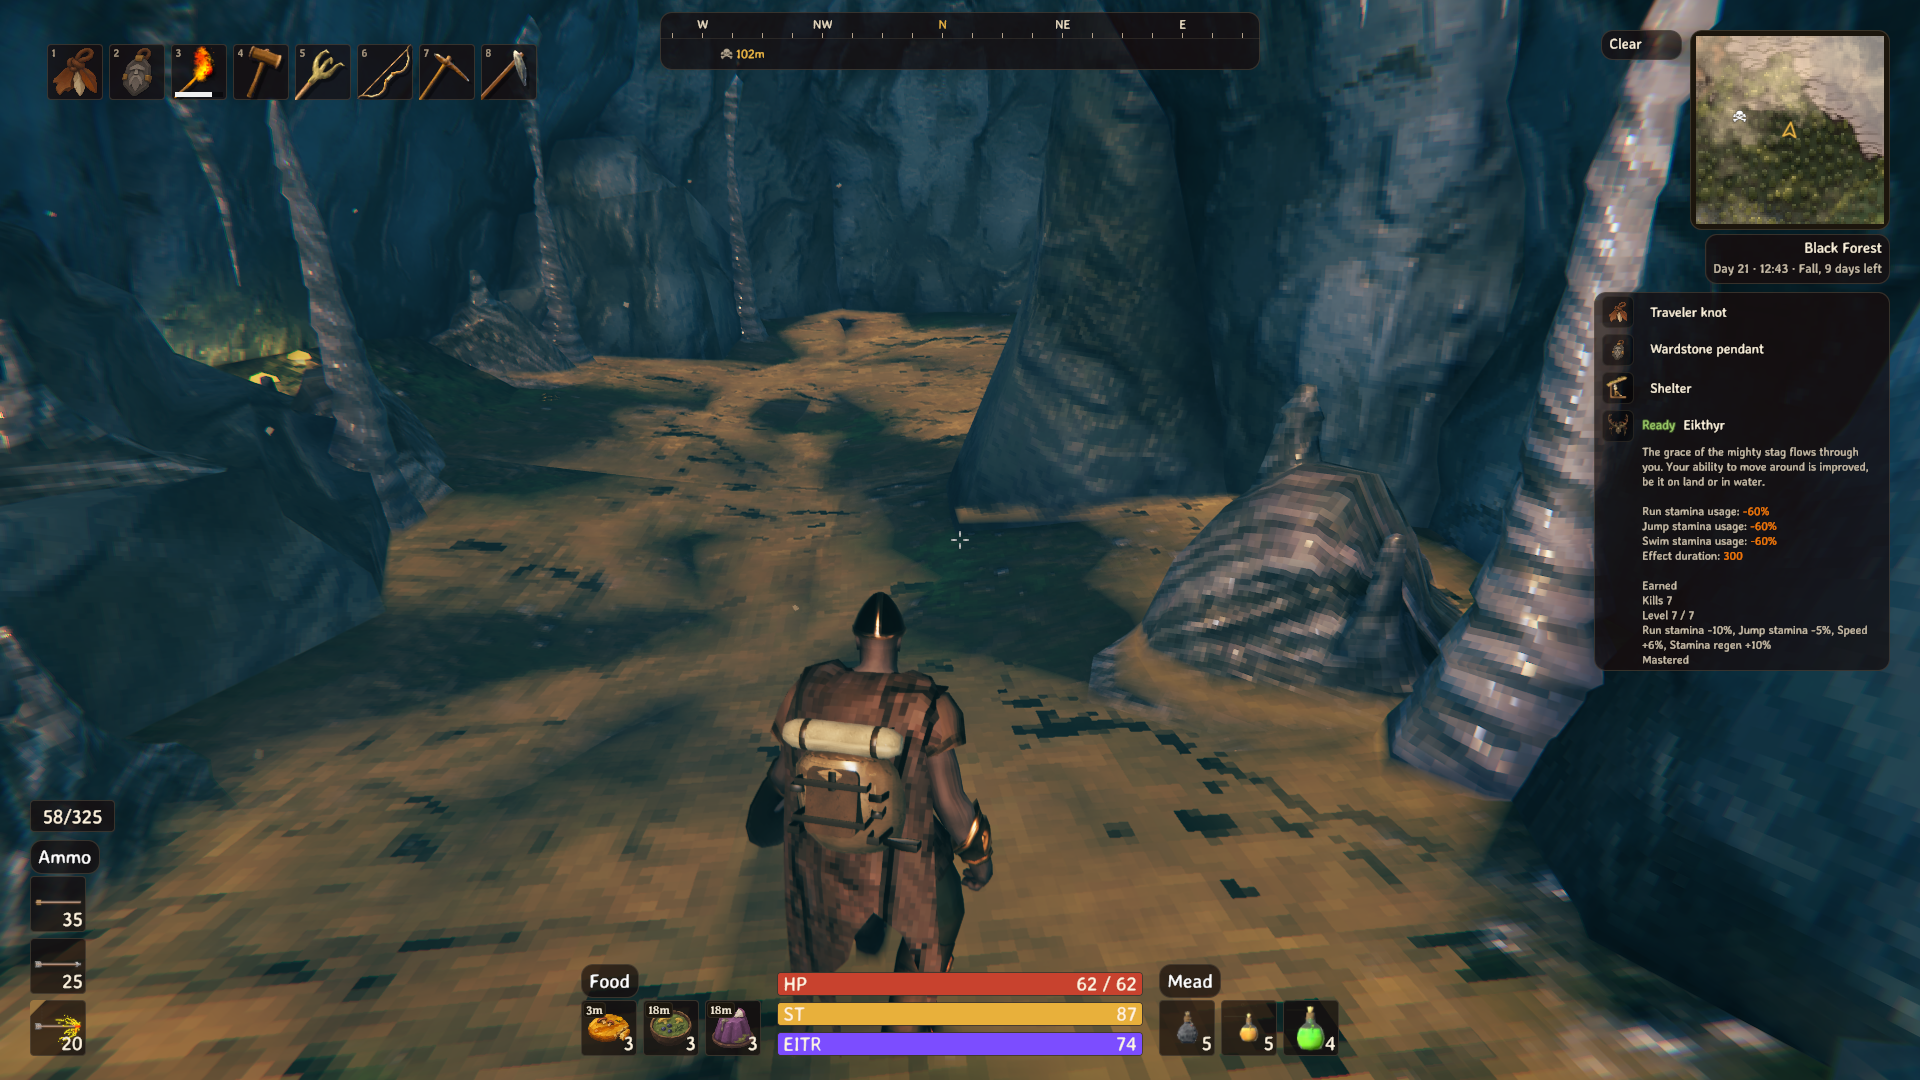 W NW N NE E
102m
1 2 3 4 5 6 7 8
Clear
Black Forest
Day 21 · 12:43 · Fall, 9 days left
Traveler knot
Wardstone pendant
Shelter
Ready Eikthyr
The grace of the mighty stag flows through
you. Your ability to move around is improved,
be it on land or in water.
Run stamina usage: -60%
Jump stamina usage: -60%
Swim stamina usage: -60%
Effect duration: 300
Earned
Kills 7
Level 7 / 7
Run stamina -10%, Jump stamina -5%, Speed
+6%, Stamina regen +10%
Mastered
58/325
Ammo
35
25
20
Food
3m 18m 18m
3 3 3
HP 62 / 62
ST 87
EITR 74
Mead
5 5 4